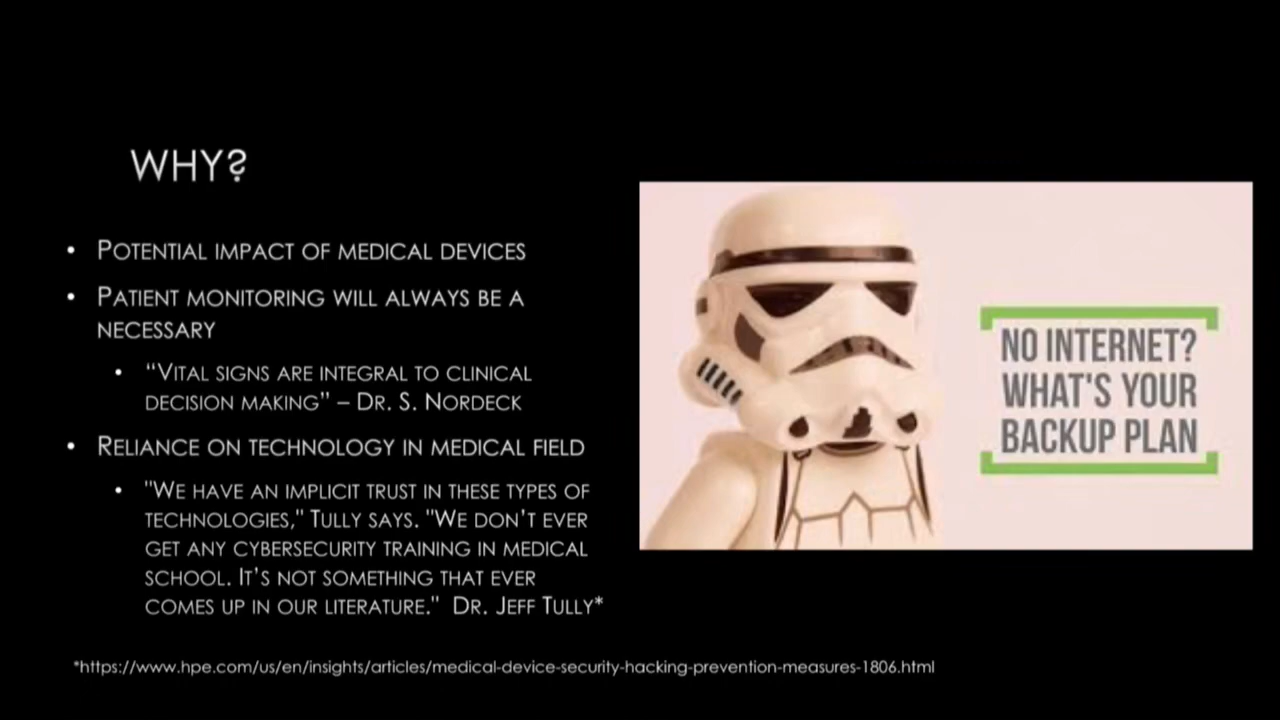 WHY?
• POTENTIAL IMPACT OF MEDICAL DEVICES
• PATIENT MONITORING WILL ALWAYS BE A
NECESSARY
• “VITAL SIGNS ARE INTEGRAL TO CLINICAL
DECISION MAKING” – DR. S. NORDECK
• RELIANCE ON TECHNOLOGY IN MEDICAL FIELD
• "WE HAVE AN IMPLICIT TRUST IN THESE TYPES OF
TECHNOLOGIES," TULLY SAYS. "WE DON’T EVER
GET ANY CYBERSECURITY TRAINING IN MEDICAL
SCHOOL. IT’S NOT SOMETHING THAT EVER
COMES UP IN OUR LITERATURE." DR. JEFF TULLY*
NO INTERNET?
WHAT'S YOUR
BACKUP PLAN
*https://www.hpe.com/us/en/insights/articles/medical-device-security-hacking-prevention-measures-1806.html